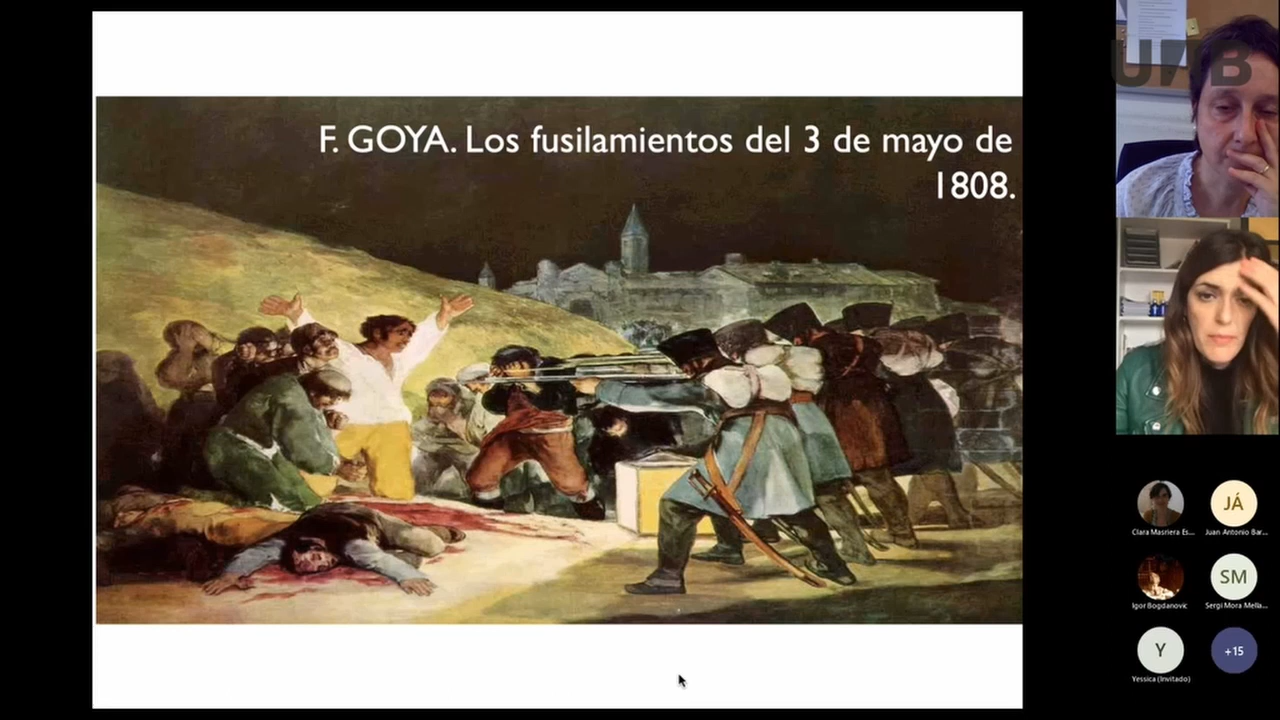 F. GOYA. Los fusilamientos del 3 de mayo de
1808.
UAB
Clara Masriera Es...
JÁ
Juan Antonio Bar...
Igor Bogdanovic
SM
Sergi Mora Mella...
Y
Yessica (Invitado)
+15